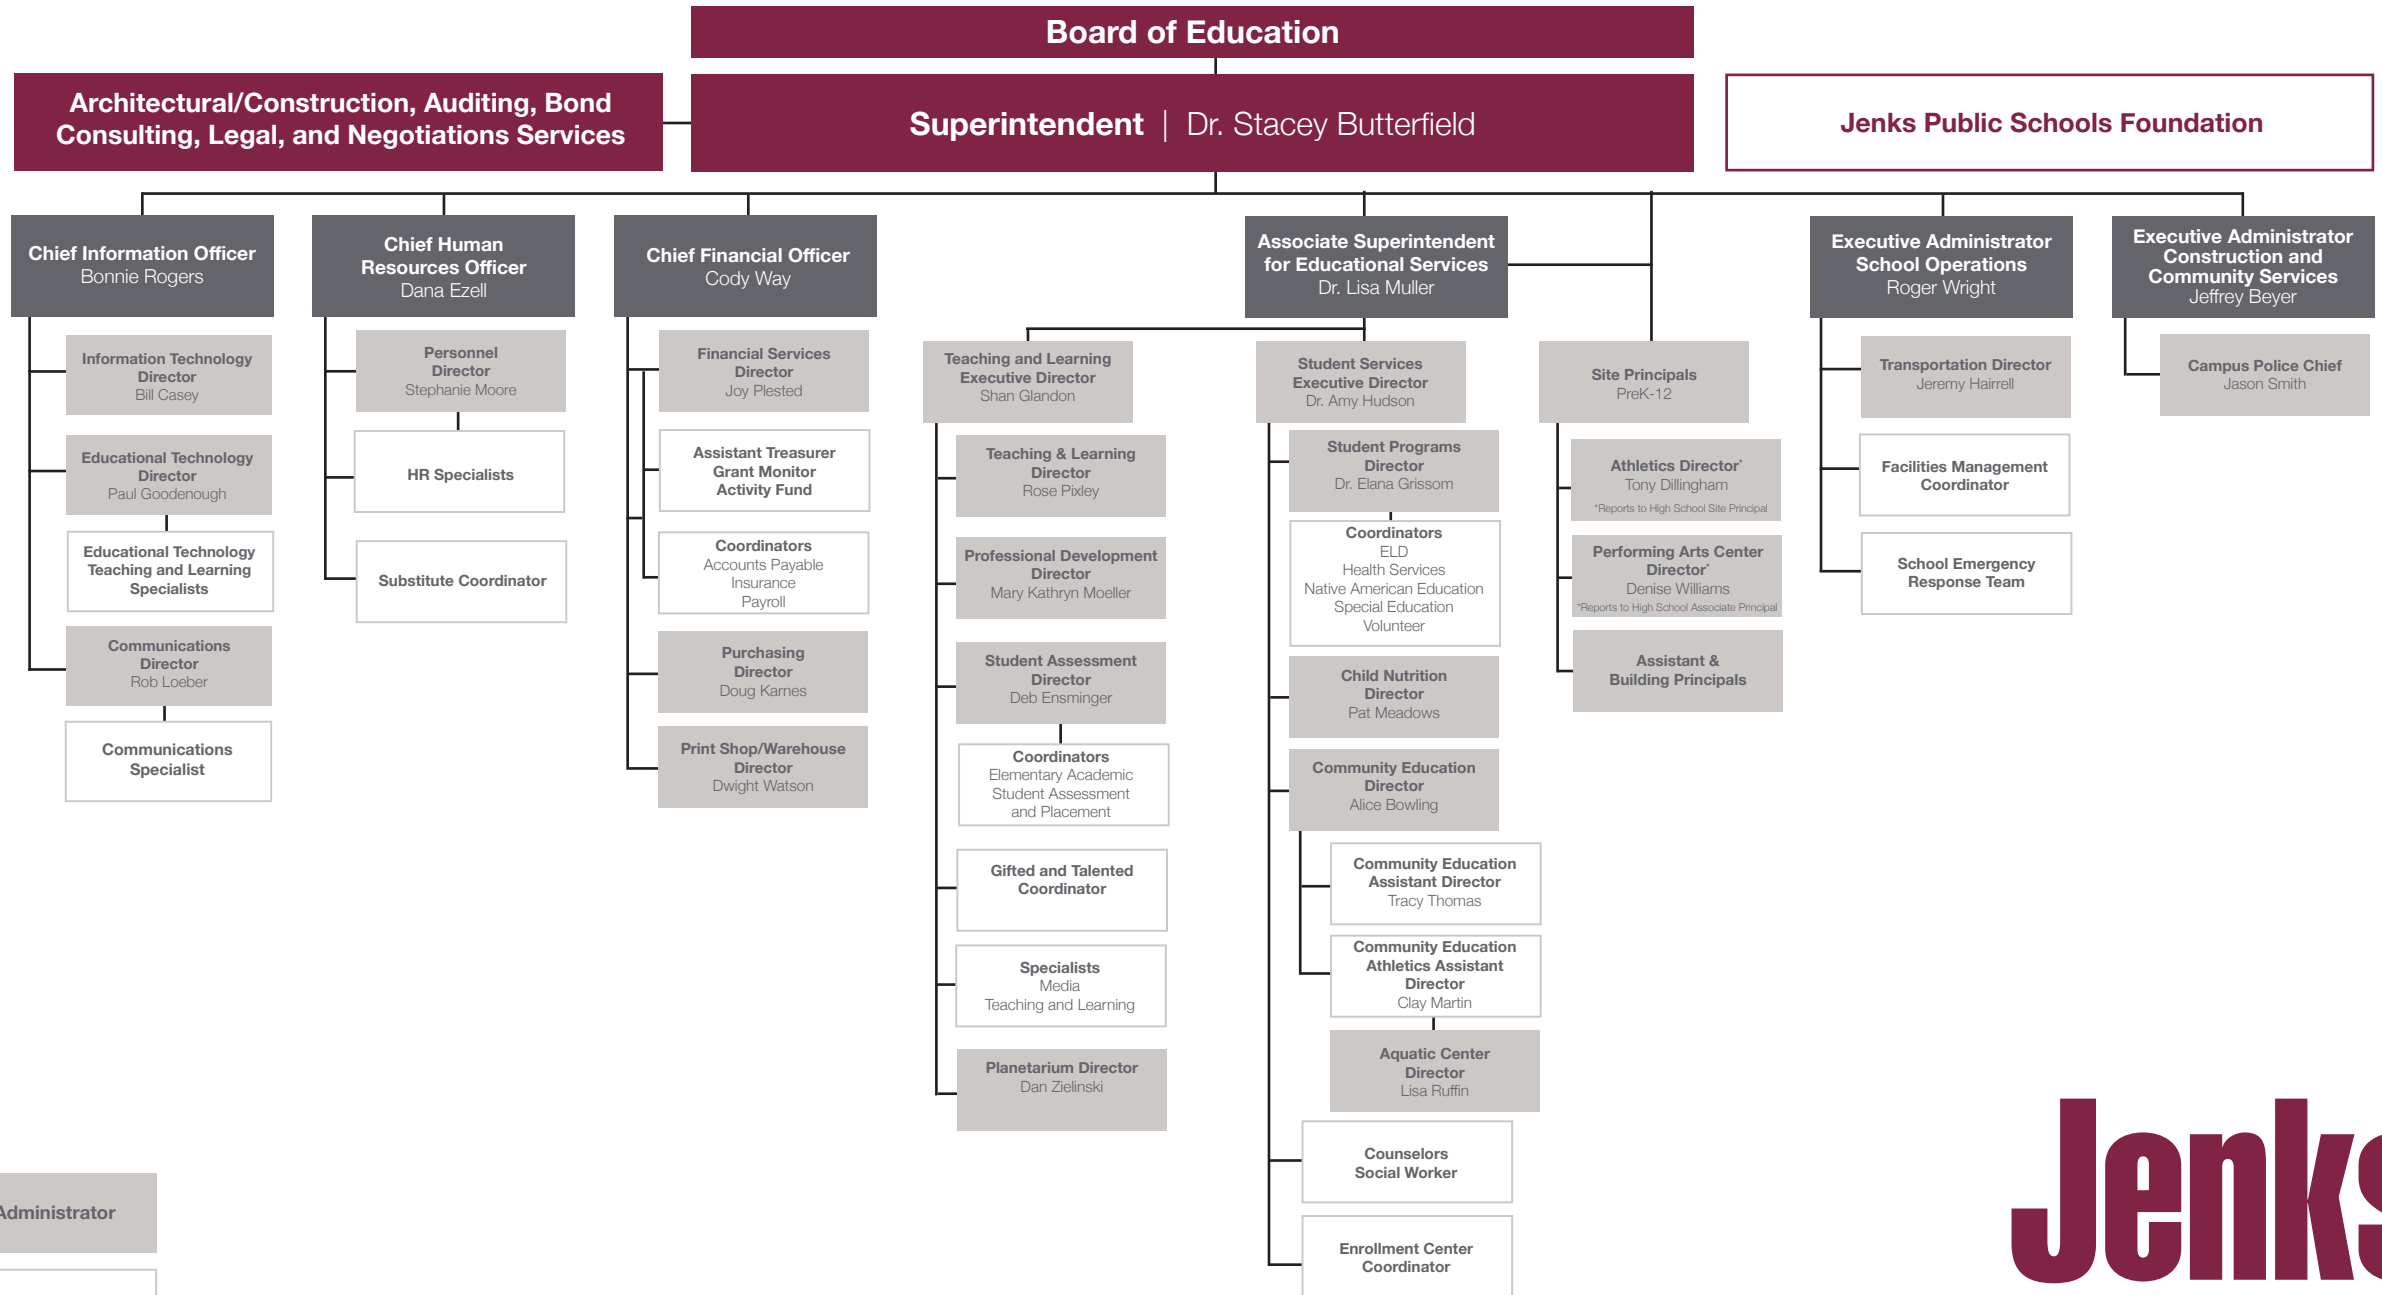 Board of Education
Architectural/Construction, Auditing, Bond
Consulting, Legal, and Negotiations Services
Superintendent | Dr. Stacey Butterfield
Jenks Public Schools Foundation
Chief Information Officer
Bonnie Rogers
Information Technology
Director
Bill Casey
Educational Technology
Director
Paul Goodenough
Educational Technology
Teaching and Learning
Specialists
Communications
Director
Rob Loeber
Communications
Specialist
Chief Human
Resources Officer
Dana Ezell
Personnel
Director
Stephanie Moore
HR Specialists
Substitute Coordinator
Chief Financial Officer
Cody Way
Financial Services
Director
Joy Plested
Assistant Treasurer
Grant Monitor
Activity Fund
Coordinators
Accounts Payable
Insurance
Payroll
Purchasing
Director
Doug Karnes
Print Shop/Warehouse
Director
Dwight Watson
Associate Superintendent
for Educational Services
Dr. Lisa Muller
Teaching and Learning
Executive Director
Shan Glandon
Teaching & Learning
Director
Rose Pixley
Professional Development
Director
Mary Kathryn Moeller
Student Assessment
Director
Deb Ensminger
Coordinators
Elementary Academic
Student Assessment
and Placement
Gifted and Talented
Coordinator
Specialists
Media
Teaching and Learning
Planetarium Director
Dan Zielinski
Student Services
Executive Director
Dr. Amy Hudson
Student Programs
Director
Dr. Elana Grissom
Coordinators
ELD
Health Services
Native American Education
Special Education
Volunteer
Child Nutrition
Director
Pat Meadows
Community Education
Director
Alice Bowling
Community Education
Assistant Director
Tracy Thomas
Community Education
Athletics Assistant
Director
Clay Martin
Aquatic Center
Director
Lisa Ruffin
Counselors
Social Worker
Enrollment Center
Coordinator
Site Principals
PreK-12
Athletics Director*
Tony Dillingham
*Reports to High School Site Principal
Performing Arts Center
Director*
Denise Williams
*Reports to High School Associate Principal
Assistant &
Building Principals
Executive Administrator
School Operations
Roger Wright
Transportation Director
Jeremy Hairrell
Facilities Management
Coordinator
School Emergency
Response Team
Executive Administrator
Construction and
Community Services
Jeffrey Beyer
Campus Police Chief
Jason Smith
Administrator
Jenks